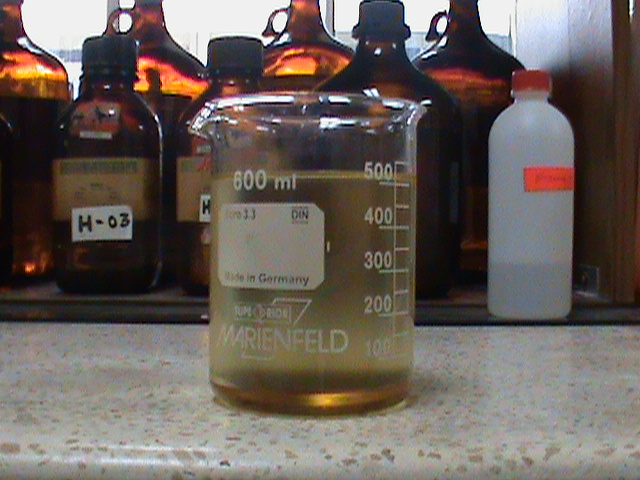 600 ml
500
400
300
200
100
Boro 3.3
DIN
Made in Germany
SUPERIOR
MARIENFELD
H-03
H